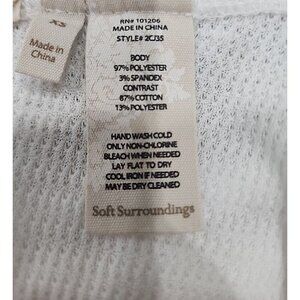 XS
Made in
China
RN# 101206
MADE IN CHINA
STYLE# 2CJ35
BODY
97% POLYESTER
3% SPANDEX
CONTRAST
87% COTTON
13% POLYESTER
HAND WASH COLD
ONLY NON-CHLORINE
BLEACH WHEN NEEDED
LAY FLAT TO DRY
COOL IRON IF NEEDED
MAY BE DRY CLEANED
Soft Surroundings